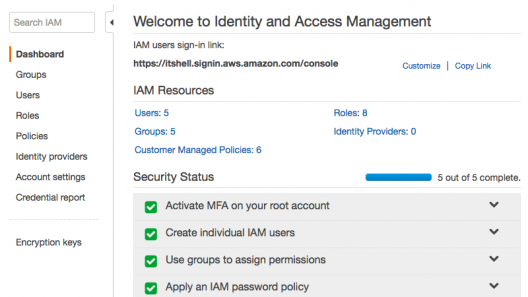 Search IAM
Dashboard
Groups
Users
Roles
Policies
Identity providers
Account settings
Credential report
Encryption keys
Welcome to Identity and Access Management
IAM users sign-in link:
https://itshell.signin.aws.amazon.com/console
Customize | Copy Link
IAM Resources
Users: 5
Roles: 8
Groups: 5
Identity Providers: 0
Customer Managed Policies: 6
Security Status
5 out of 5 complete.
Activate MFA on your root account
Create individual IAM users
Use groups to assign permissions
Apply an IAM password policy